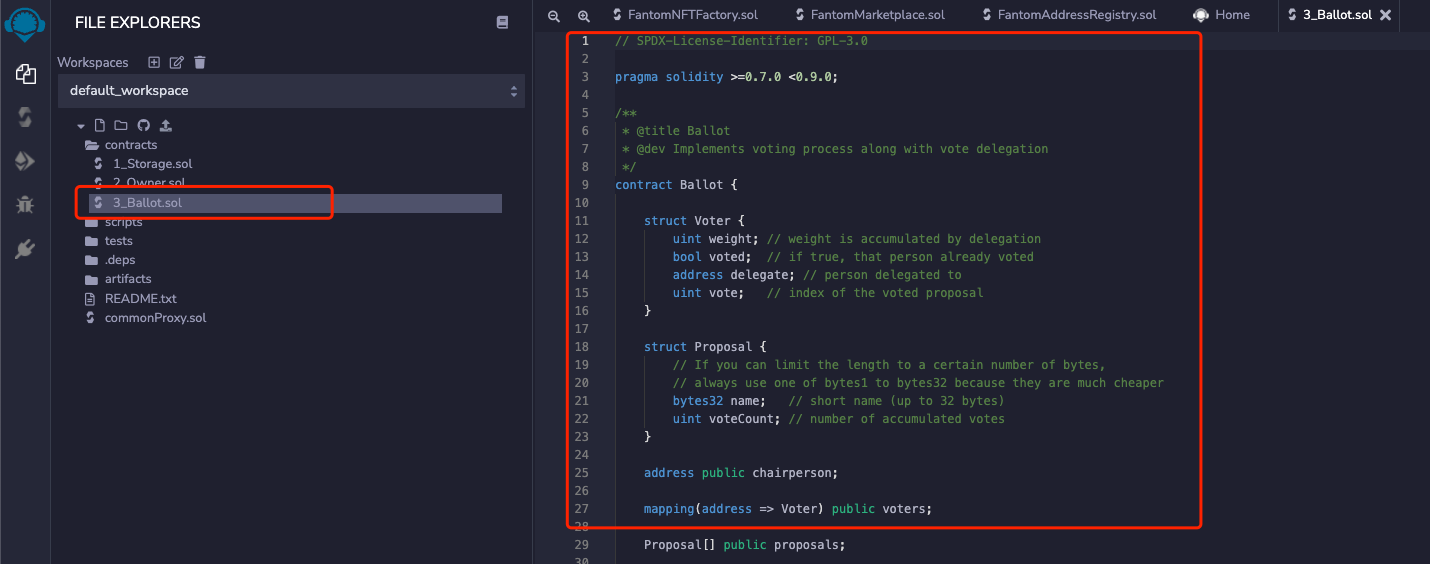 FILE EXPLORERS
Workspaces
default_workspace
contracts
1_Storage.sol
2_Owner.sol
3_Ballot.sol
scripts
tests
.deps
artifacts
README.txt
commonProxy.sol
FantomNFTFactory.sol FantomMarketplace.sol FantomAddressRegistry.sol Home 3_Ballot.sol
1 // SPDX-License-Identifier: GPL-3.0
2
3 pragma solidity >=0.7.0 <0.9.0;
4
5 /**
6 * @title Ballot
7 * @dev Implements voting process along with vote delegation
8 */
9 contract Ballot {
10
11 struct Voter {
12 uint weight; // weight is accumulated by delegation
13 bool voted;  // if true, that person already voted
14 address delegate; // person delegated to
15 uint vote;   // index of the voted proposal
16 }
17
18 struct Proposal {
19 // If you can limit the length to a certain number of bytes,
20 // always use one of bytes1 to bytes32 because they are much cheaper
21 bytes32 name;   // short name (up to 32 bytes)
22 uint voteCount; // number of accumulated votes
23 }
24
25 address public chairperson;
26
27 mapping(address => Voter) public voters;
28
29 Proposal[] public proposals;
30